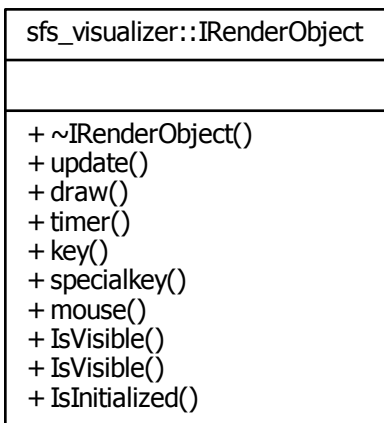 sfs_visualizer::IRenderObject
+ ~IRenderObject()
+ update()
+ draw()
+ timer()
+ key()
+ specialkey()
+ mouse()
+ IsVisible()
+ IsVisible()
+ IsInitialized()